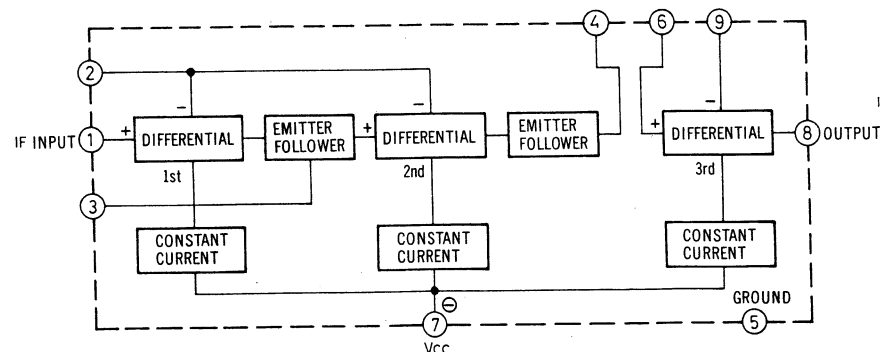 4 6 9
2
− − −
IF INPUT 1 + DIFFERENTIAL EMITTER FOLLOWER + DIFFERENTIAL EMITTER FOLLOWER + DIFFERENTIAL 8 OUTPUT
1st 2nd 3rd
3
CONSTANT CURRENT CONSTANT CURRENT CONSTANT CURRENT
GROUND
7 ⊖ 5
Vcc